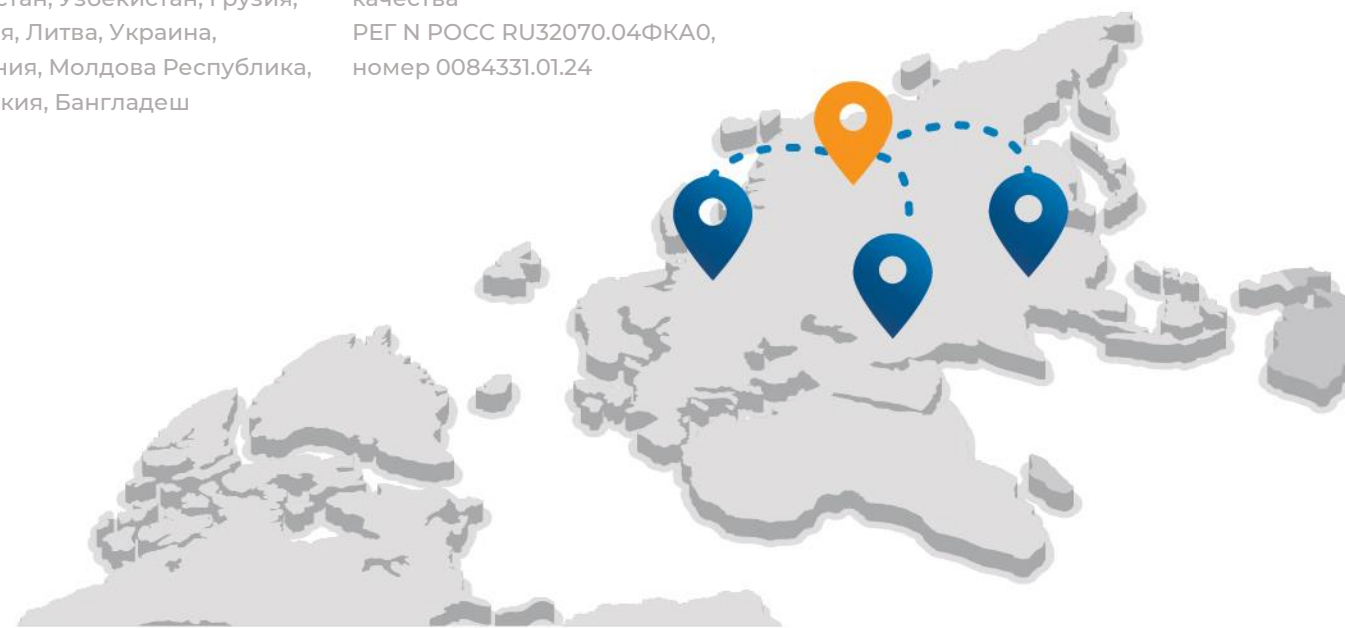 стан, Узбекистан, Грузия,
я, Литва, Украина,
ния, Молдова Республика,
кия, Бангладеш
качества
РЕГ N РОСС RU32070.04ФКА0,
номер 0084331.01.24